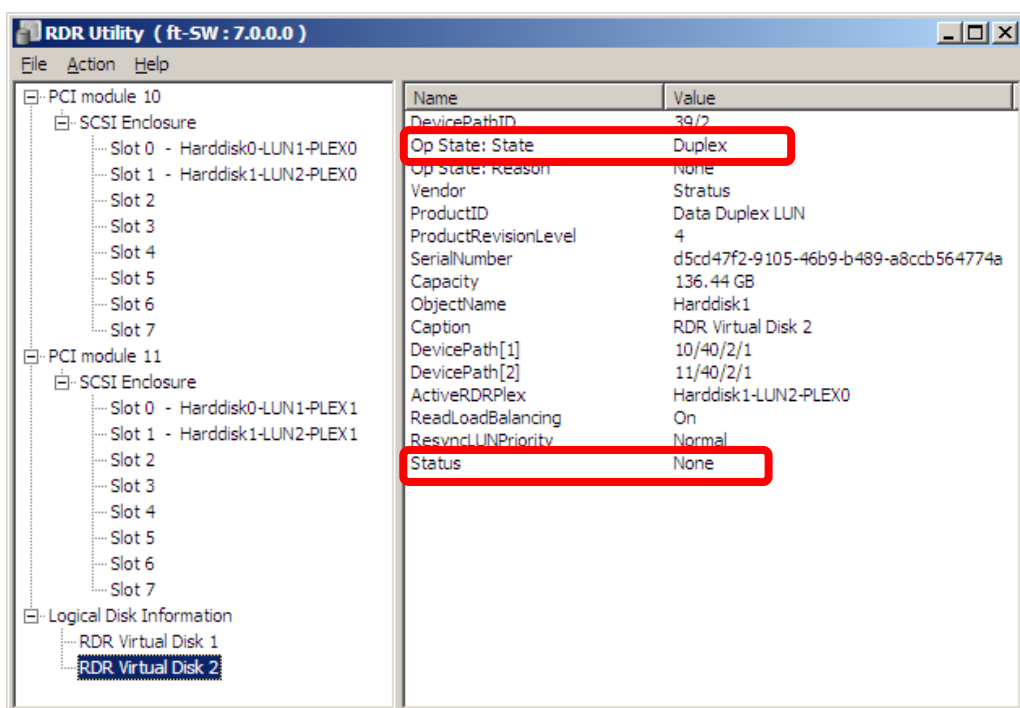 RDR Utility ( ft-SW : 7.0.0.0 )
File Action Help
PCI module 10
SCSI Enclosure
Slot 0 - Harddisk0-LUN1-PLEX0
Slot 1 - Harddisk1-LUN2-PLEX0
Slot 2
Slot 3
Slot 4
Slot 5
Slot 6
Slot 7
PCI module 11
SCSI Enclosure
Slot 0 - Harddisk0-LUN1-PLEX1
Slot 1 - Harddisk1-LUN2-PLEX1
Slot 2
Slot 3
Slot 4
Slot 5
Slot 6
Slot 7
Logical Disk Information
RDR Virtual Disk 1
RDR Virtual Disk 2
Name Value
DevicePathID 39/2
Op State: State Duplex
Op State: Reason None
Vendor Stratus
ProductID Data Duplex LUN
ProductRevisionLevel 4
SerialNumber d5cd47f2-9105-46b9-b489-a8ccb564774a
Capacity 136.44 GB
ObjectName Harddisk1
Caption RDR Virtual Disk 2
DevicePath[1] 10/40/2/1
DevicePath[2] 11/40/2/1
ActiveRDRPlex Harddisk1-LUN2-PLEX0
ReadLoadBalancing On
ResyncLUNPriority Normal
Status None